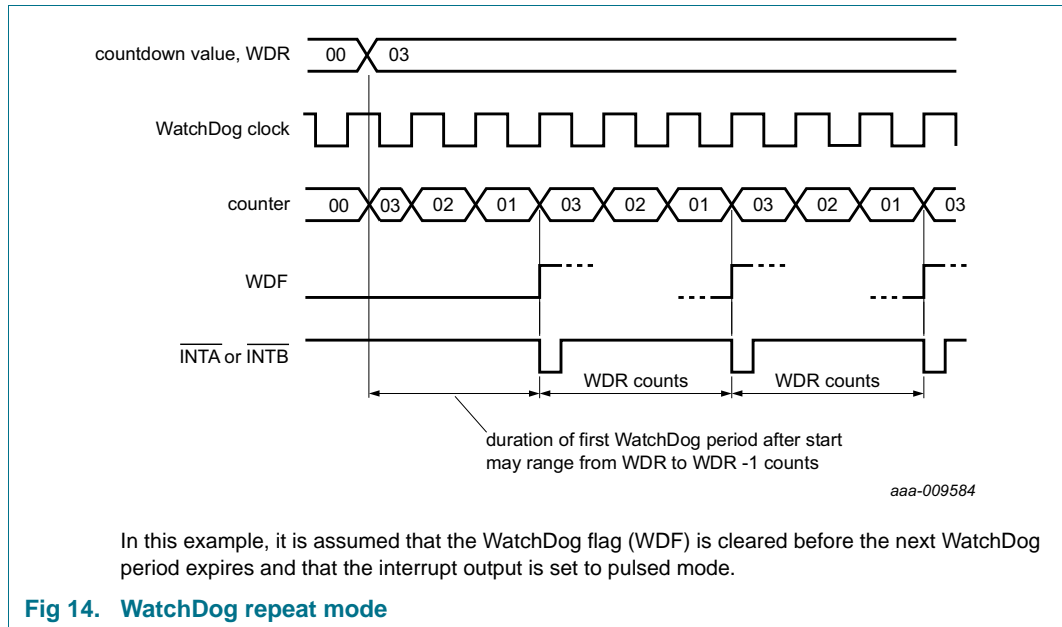 countdown value, WDR 00 03
WatchDog clock
counter 00 03 02 01 03 02 01 03 02 01 03
WDF
INTA or INTB
WDR counts WDR counts
duration of first WatchDog period after start
may range from WDR to WDR -1 counts
aaa-009584
In this example, it is assumed that the WatchDog flag (WDF) is cleared before the next WatchDog
period expires and that the interrupt output is set to pulsed mode.
Fig 14. WatchDog repeat mode